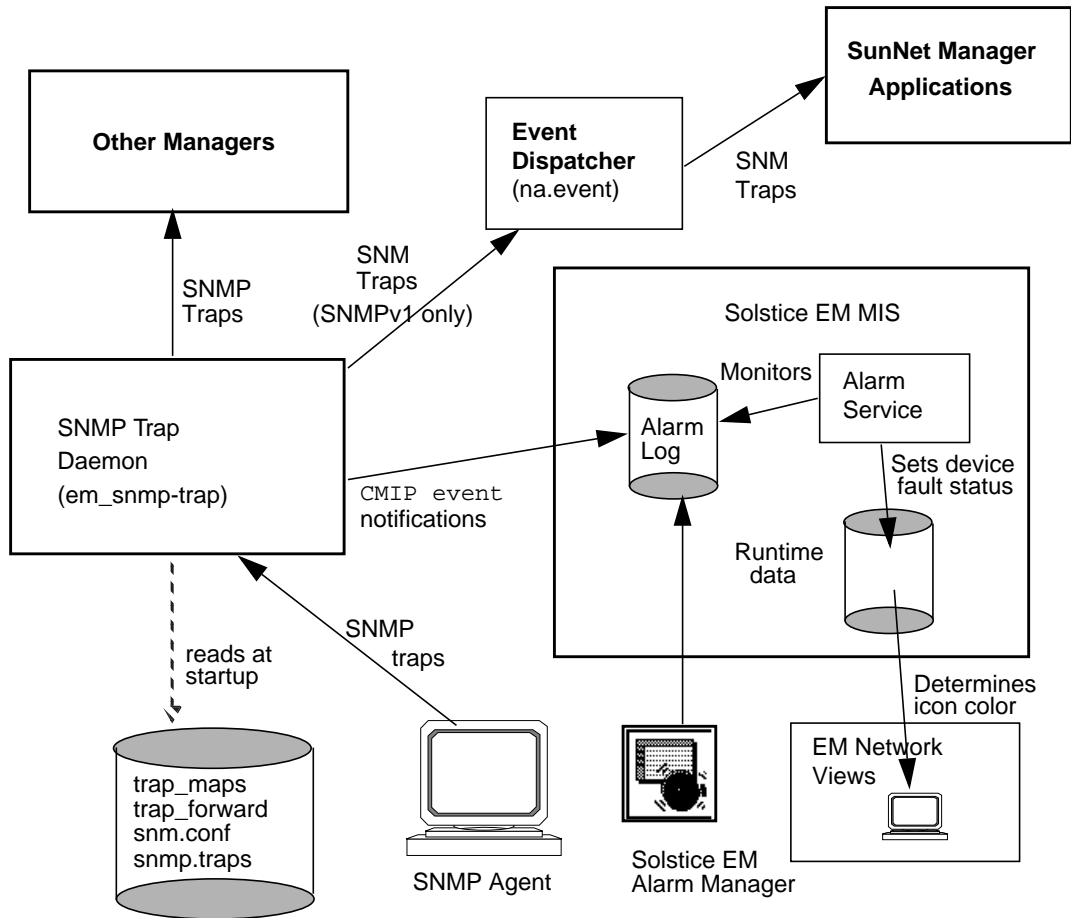 SunNet Manager
Applications
Other Managers
Event
Dispatcher
(na.event)
SNM
Traps
SNM
Traps
(SNMPv1 only)
SNMP
Traps
Solstice EM MIS
Monitors
Alarm
Service
Alarm
Log
SNMP Trap
Daemon
(em_snmp-trap)
CMIP event
notifications
Sets device
fault status
Runtime
data
SNMP
traps
reads at
startup
Determines
icon color
EM Network
Views
trap_maps
trap_forward
snm.conf
snmp.traps
SNMP Agent
Solstice EM
Alarm Manager